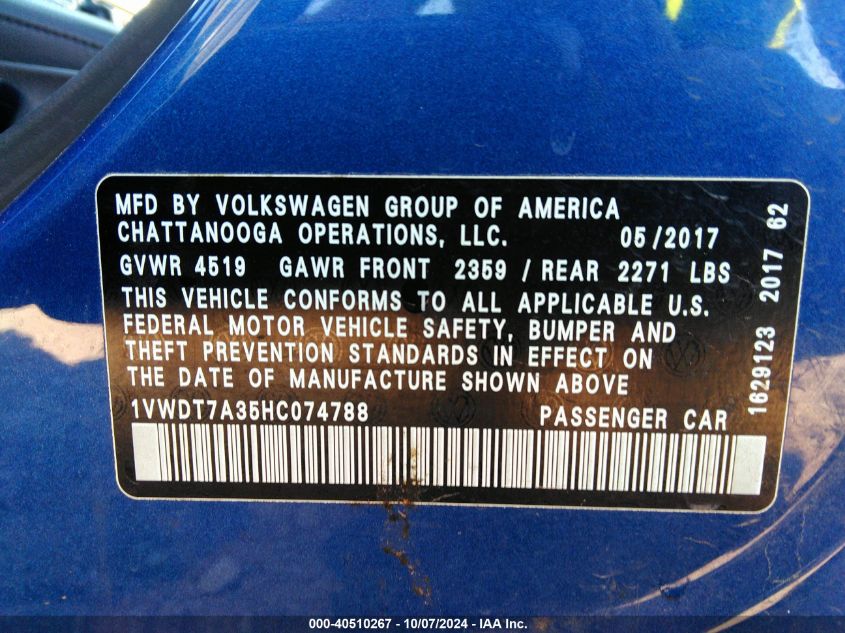 MFD BY VOLKSWAGEN GROUP OF AMERICA
CHATTANOOGA OPERATIONS, LLC. 05/2017
GVWR 4519 GAWR FRONT 2359 / REAR 2271 LBS
THIS VEHICLE CONFORMS TO ALL APPLICABLE U.S.
FEDERAL MOTOR VEHICLE SAFETY, BUMPER AND
THEFT PREVENTION STANDARDS IN EFFECT ON
THE DATE OF MANUFACTURE SHOWN ABOVE
1VWDT7A35HC074788 PASSENGER CAR
1629123 2017 62
000-40510267 - 10/07/2024 - IAA Inc.